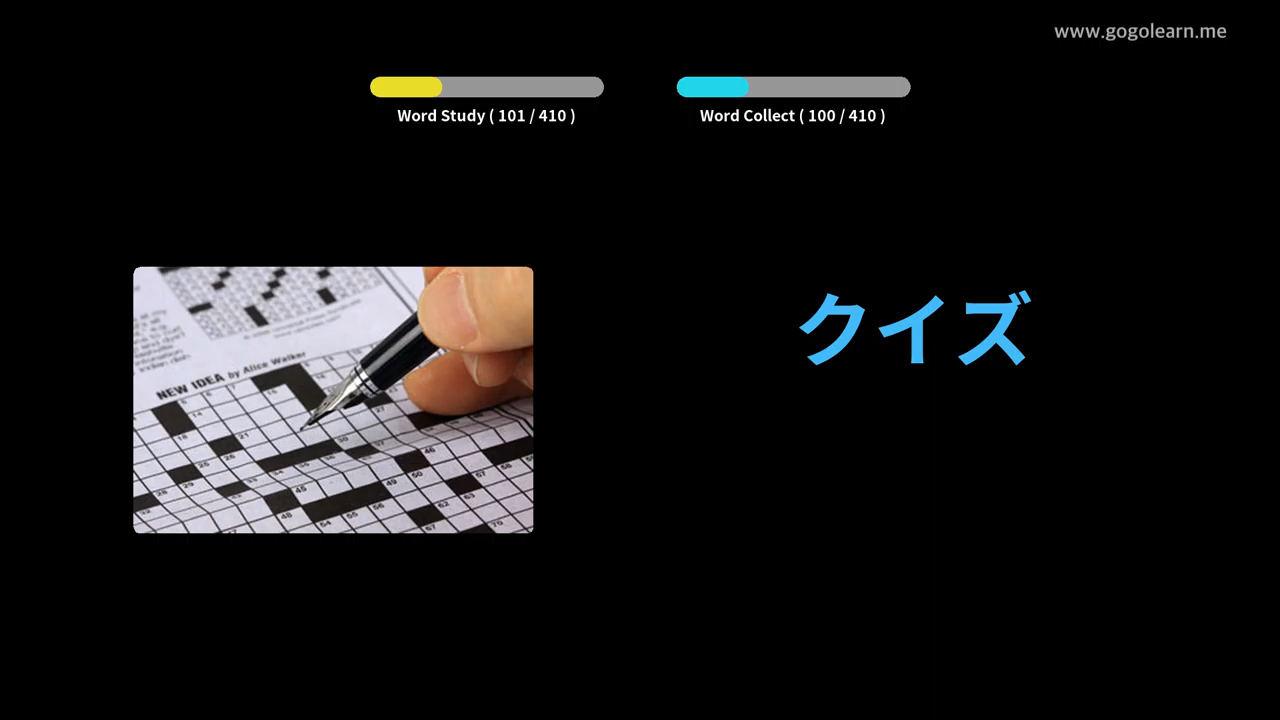 www.gogolearn.me
Word Study ( 101 / 410 )
Word Collect ( 100 / 410 )
クイズ
NEW IDEA by Alice Walker